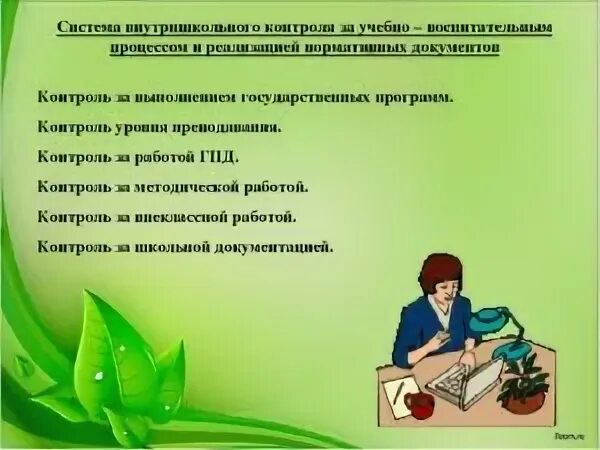 Система внутришкольного контроля за учебно – воспитательным
процессом и реализацией нормативных документов
Контроль за выполнением государственных программ.
Контроль уровня преподавания.
Контроль за работой ГПД.
Контроль за методической работой.
Контроль за внеклассной работой.
Контроль за школьной документацией.